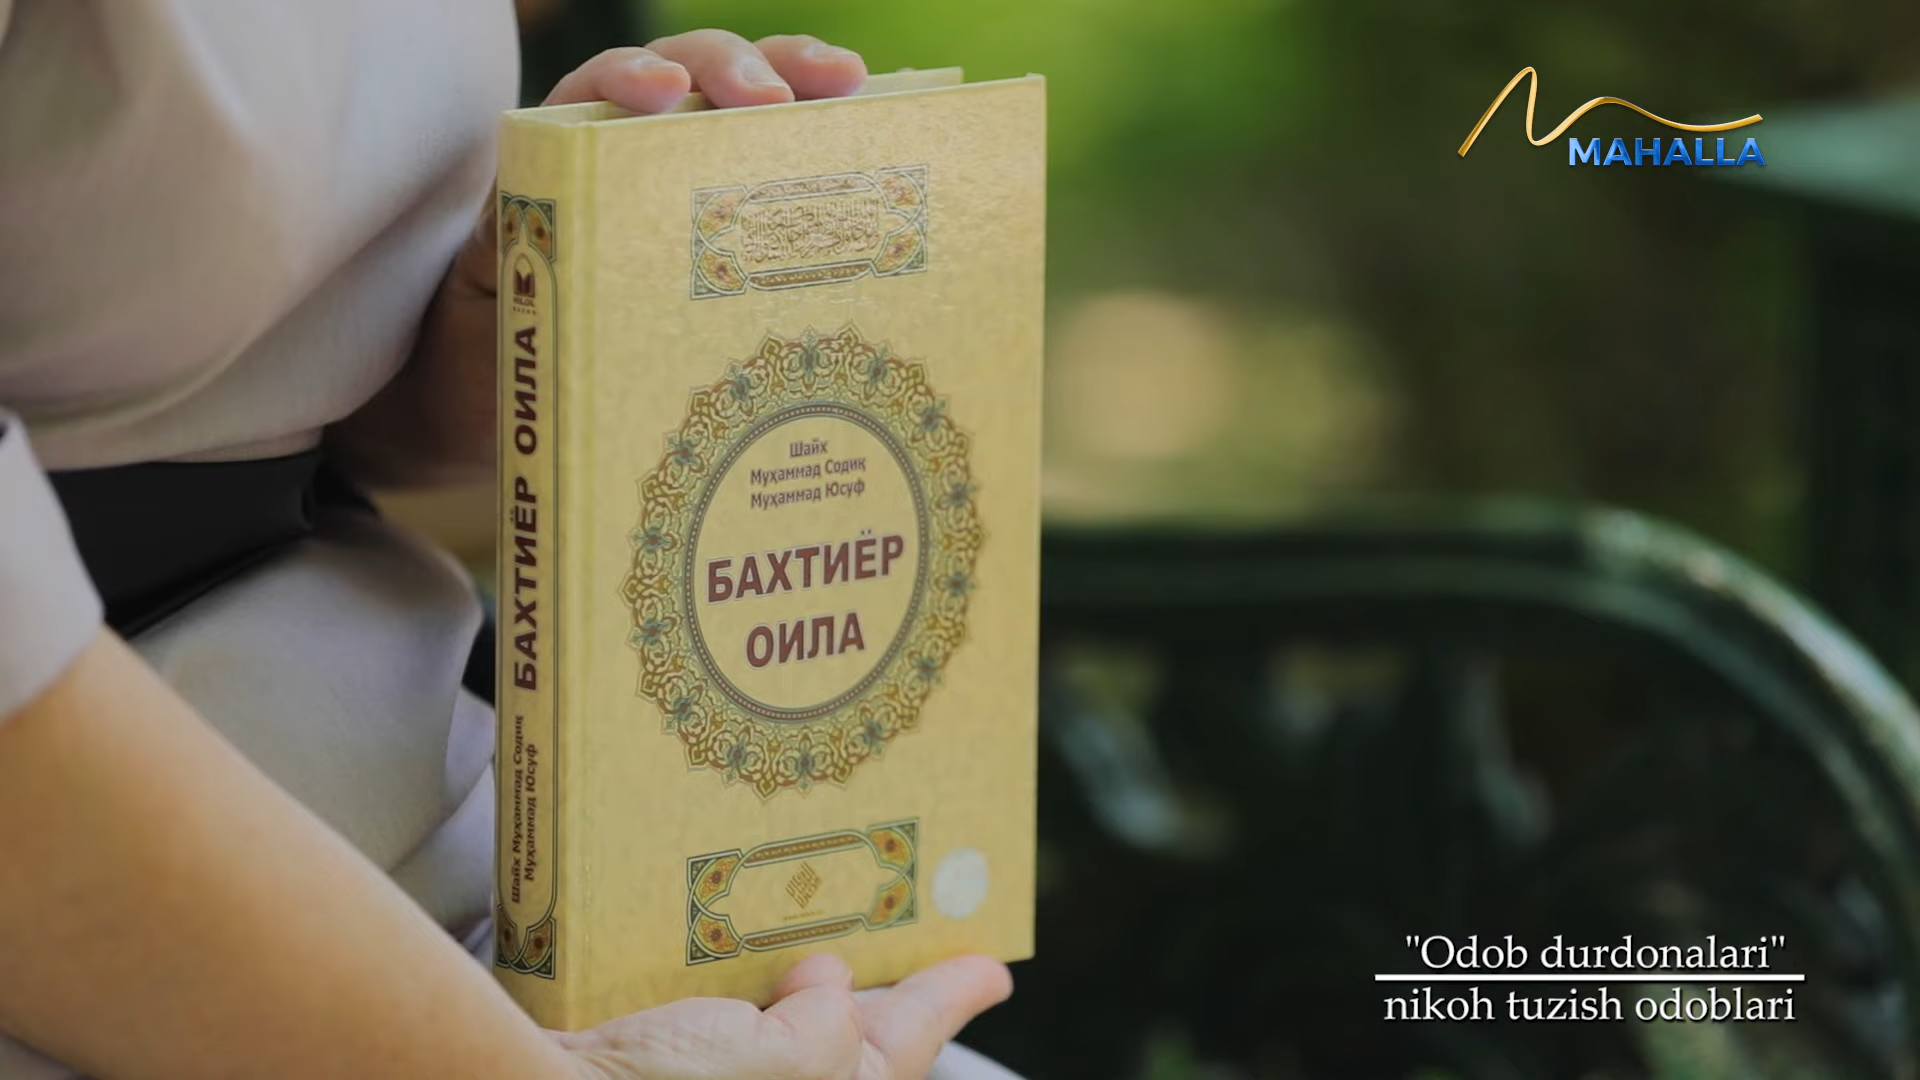 MAHALLA
HILOL
Шайх
Муҳаммад Содиқ
Муҳаммад Юсуф
БАХТИЁР
ОИЛА
БАХТИЁР ОИЛА
Шайх Муҳаммад Содиқ
Муҳаммад Юсуф
"Odob durdonalari"
nikoh tuzish odoblari